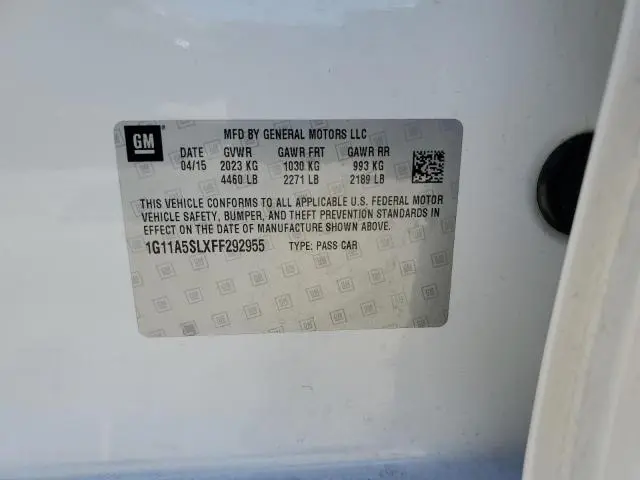 GM
MFD BY GENERAL MOTORS LLC
DATE GVWR GAWR FRT GAWR RR
04/15 2023 KG 1030 KG 993 KG
4460 LB 2271 LB 2189 LB
THIS VEHICLE CONFORMS TO ALL APPLICABLE U.S. FEDERAL MOTOR
VEHICLE SAFETY, BUMPER, AND THEFT PREVENTION STANDARDS IN
EFFECT ON THE DATE OF MANUFACTURE SHOWN ABOVE.
1G11A5SLXFF292955 TYPE: PASS CAR